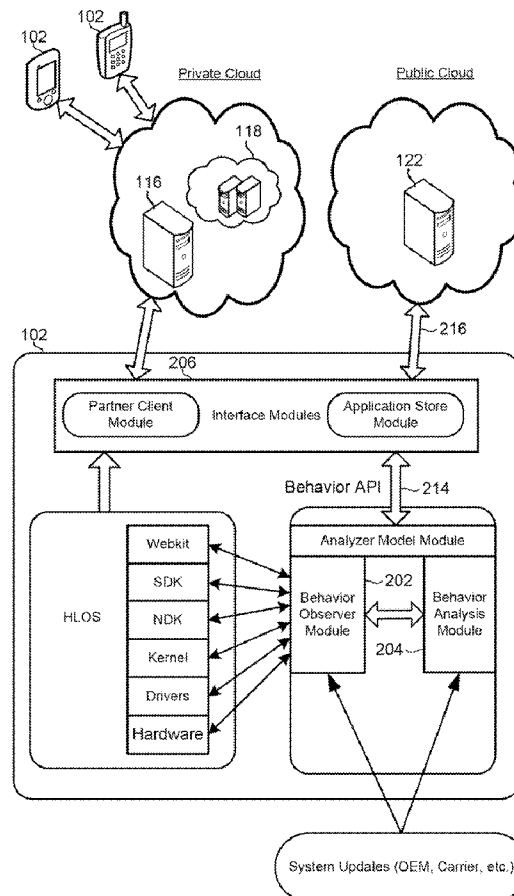 102
102
Private Cloud
Public Cloud
118
116
122
102
206
216
Partner Client
Module
Interface Modules
Application Store
Module
Behavior API
214
Analyzer Model Module
HLOS
Webkit
SDK
NDK
Kernel
Drivers
Hardware
Behavior
Observer
Module
202
204
Behavior
Analysis
Module
System Updates (OEM, Carrier, etc.)